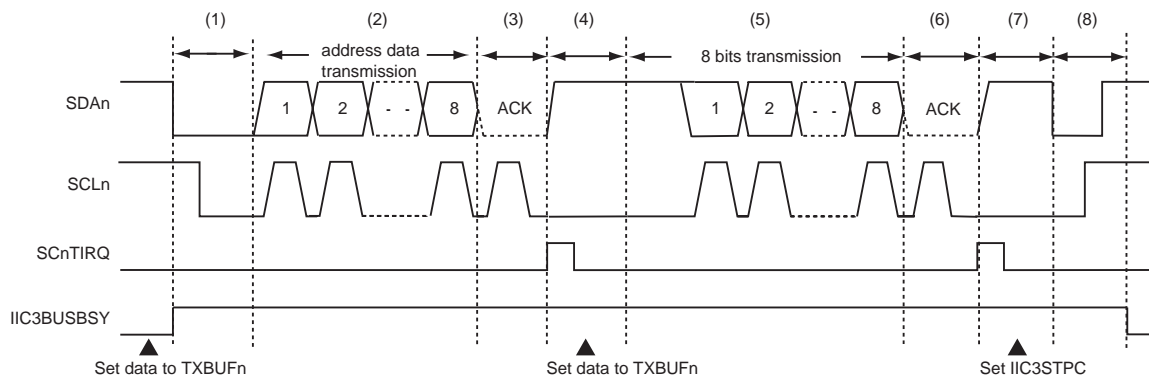 (1) (2) (3) (4) (5) (6) (7) (8)
address data
transmission
8 bits transmission
SDAn 1 2 - - 8 ACK 1 2 - - 8 ACK
SCLn
SCnTIRQ
IIC3BUSBSY
Set data to TXBUFn Set data to TXBUFn Set IIC3STPC